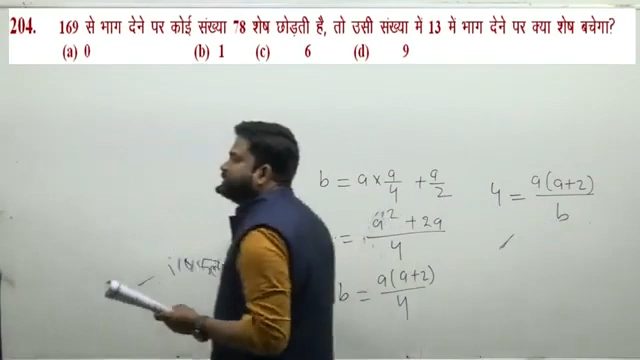 204. 169 से भाग देने पर कोई संख्या 78 शेष छोड़ती है, तो उसी संख्या में 13 में भाग देने पर क्या शेष बचेगा?
(a) 0 (b) 1 (c) 6 (d) 9
b = a × a/4 + a/2
= a² + 2a / 4
b = a(a+2) / 4
4 = a(a+2) / b